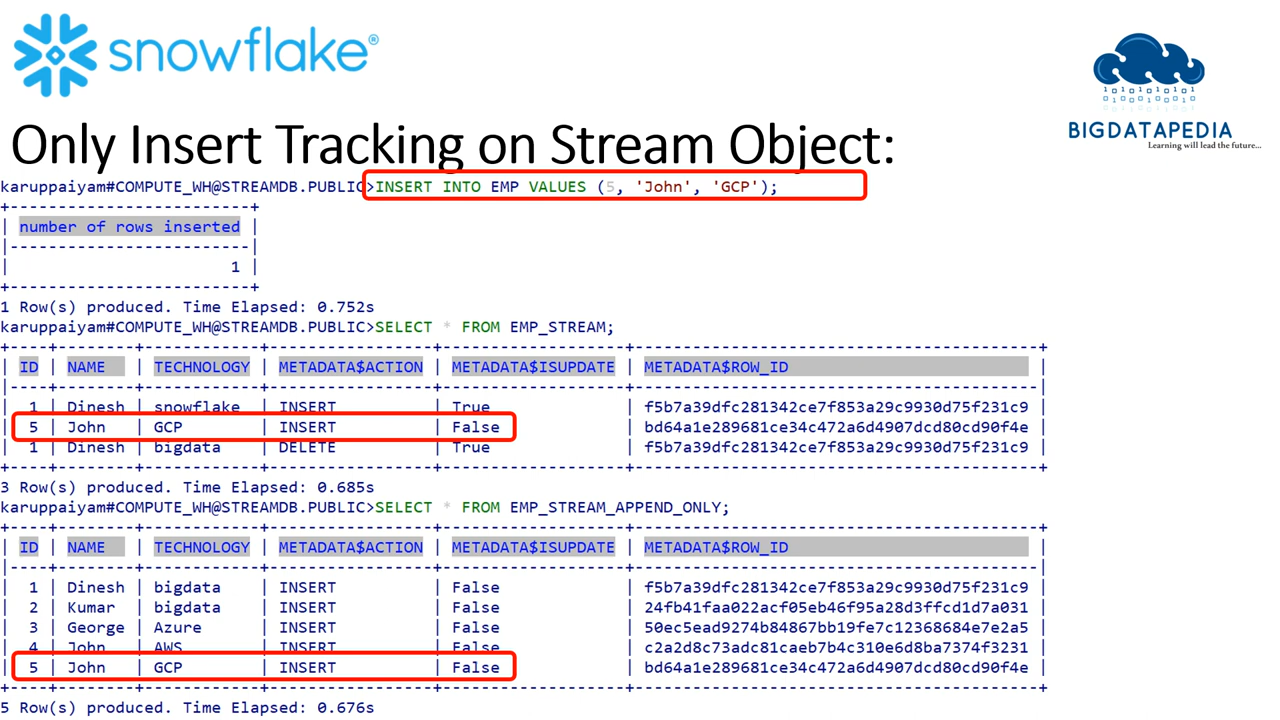 snowflake®
BIGDATAPEDIA
Learning will lead the future...
Only Insert Tracking on Stream Object:
karuppaiyam#COMPUTE_WH@STREAMDB.PUBLIC>INSERT INTO EMP VALUES (5, 'John', 'GCP');
+-------------------------+
| number of rows inserted |
|-------------------------|
|                       1 |
+-------------------------+
1 Row(s) produced. Time Elapsed: 0.752s
karuppaiyam#COMPUTE_WH@STREAMDB.PUBLIC>SELECT * FROM EMP_STREAM;
+----+--------+------------+-----------------+-------------------+------------------------------------------+
| ID | NAME   | TECHNOLOGY | METADATA$ACTION | METADATA$ISUPDATE | METADATA$ROW_ID                          |
|----+--------+------------+-----------------+-------------------+------------------------------------------|
|  1 | Dinesh | snowflake  | INSERT          | True              | f5b7a39dfc281342ce7f853a29c9930d75f231c9 |
|  5 | John   | GCP        | INSERT          | False             | bd64a1e289681ce34c472a6d4907dcd80cd90f4e |
|  1 | Dinesh | bigdata    | DELETE          | True              | f5b7a39dfc281342ce7f853a29c9930d75f231c9 |
+----+--------+------------+-----------------+-------------------+------------------------------------------+
3 Row(s) produced. Time Elapsed: 0.685s
karuppaiyam#COMPUTE_WH@STREAMDB.PUBLIC>SELECT * FROM EMP_STREAM_APPEND_ONLY;
+----+--------+------------+-----------------+-------------------+------------------------------------------+
| ID | NAME   | TECHNOLOGY | METADATA$ACTION | METADATA$ISUPDATE | METADATA$ROW_ID                          |
|----+--------+------------+-----------------+-------------------+------------------------------------------|
|  1 | Dinesh | bigdata    | INSERT          | False             | f5b7a39dfc281342ce7f853a29c9930d75f231c9 |
|  2 | Kumar  | bigdata    | INSERT          | False             | 24fb41faa022acf05eb46f95a28d3ffcd1d7a031 |
|  3 | George | Azure      | INSERT          | False             | 50ec5ead9274b84867bb19fe7c12368684e7e2a5 |
|  4 | John   | AWS        | INSERT          | False             | c2a2d8c73adc81caeb7b4c310e6d8ba7374f3231 |
|  5 | John   | GCP        | INSERT          | False             | bd64a1e289681ce34c472a6d4907dcd80cd90f4e |
+----+--------+------------+-----------------+-------------------+------------------------------------------+
5 Row(s) produced. Time Elapsed: 0.676s